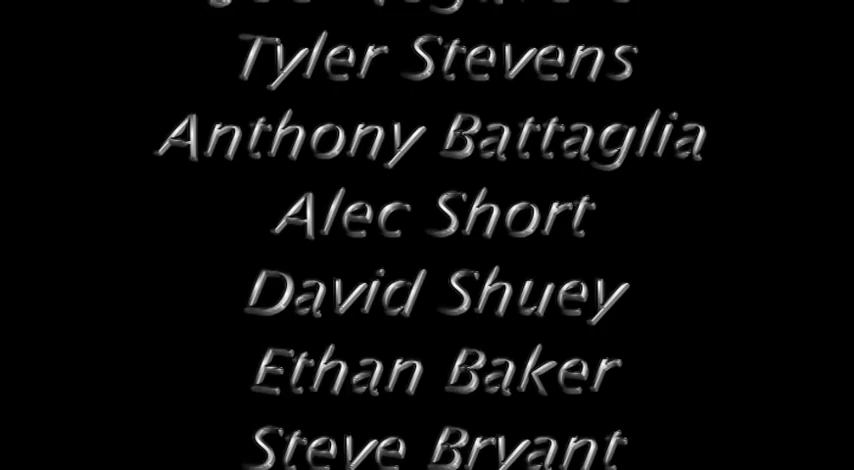 Tyler Stevens
Anthony Battaglia
Alec Short
David Shuey
Ethan Baker
Steve Bryant